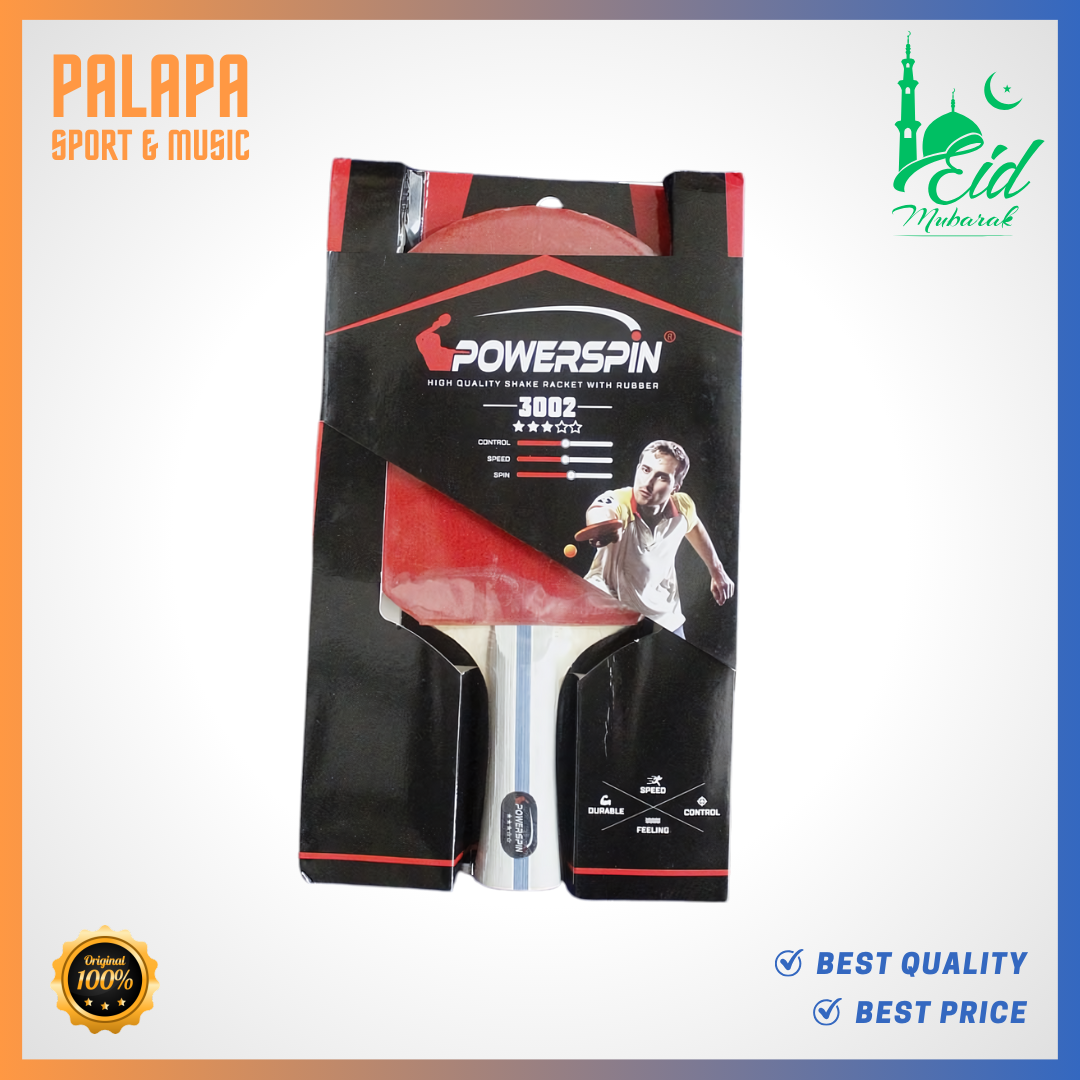 PALAPA
SPORT & MUSIC
Eid
Mubarak
POWERSPIN®
HIGH QUALITY SHAKE RACKET WITH RUBBER
3002
CONTROL
SPEED
SPIN
SPEED
DURABLE
CONTROL
FEELING
POWERSPIN
Original
100%
BEST QUALITY
BEST PRICE